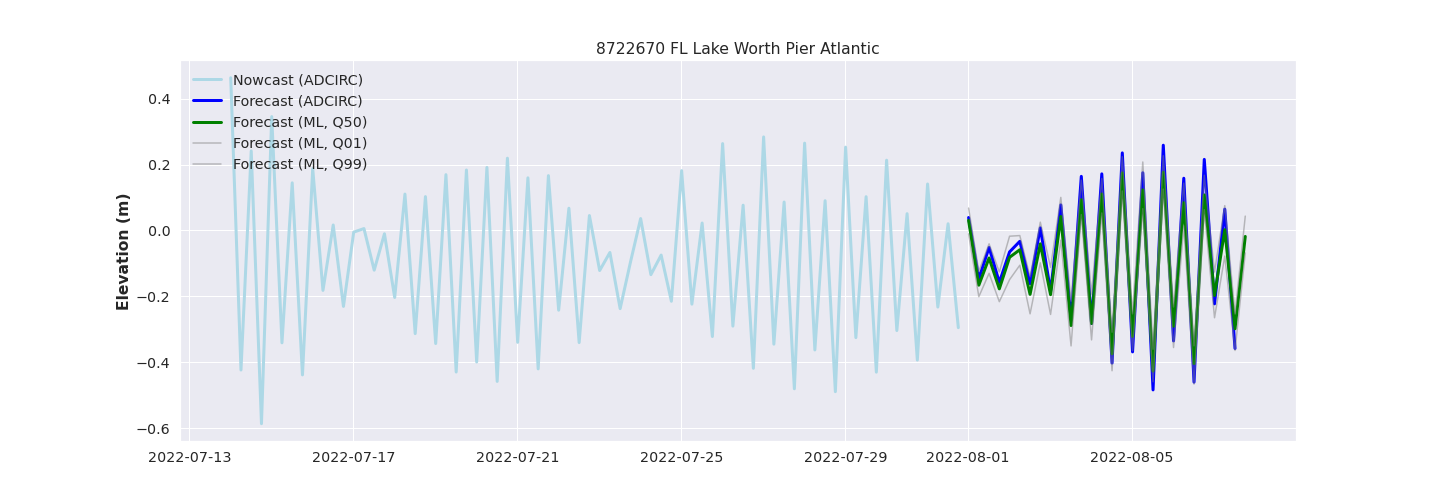 8722670 FL Lake Worth Pier Atlantic
Nowcast (ADCIRC)
Forecast (ADCIRC)
Forecast (ML, Q50)
Forecast (ML, Q01)
Forecast (ML, Q99)
Elevation (m)
0.4
0.2
0.0
−0.2
−0.4
−0.6
2022-07-13 2022-07-17 2022-07-21 2022-07-25 2022-07-29 2022-08-01 2022-08-05